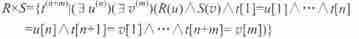 R×S={t⁽ⁿ⁺ᵐ⁾|(∃u⁽ⁿ⁾)(∃v⁽ᵐ⁾)(R(u)∧S(v)∧t[1]=u[1]∧…∧t[n]
=u[n]∧t[n+1]=v[1]∧…∧t[n+m]=v[m])}